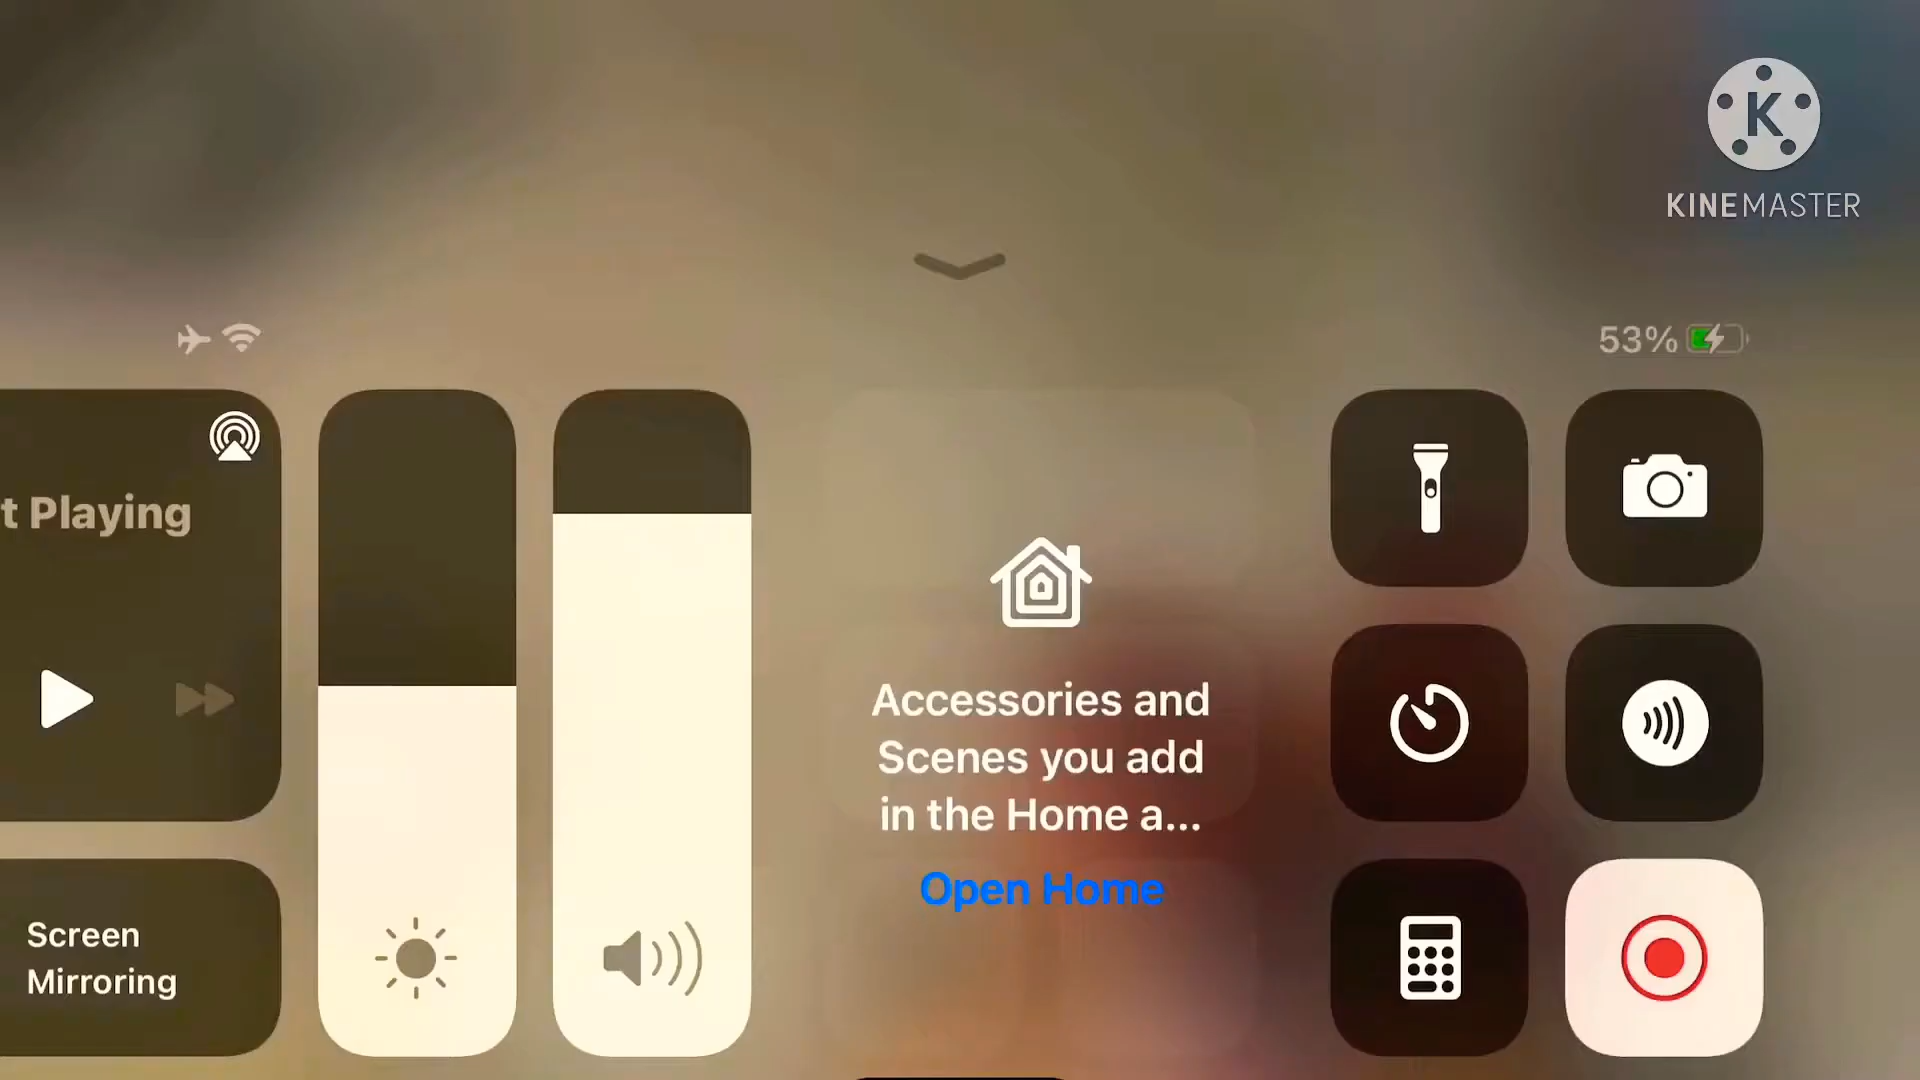 K
KINEMASTER
53%
t Playing
Accessories and
Scenes you add
in the Home a...
Open Home
Screen
Mirroring